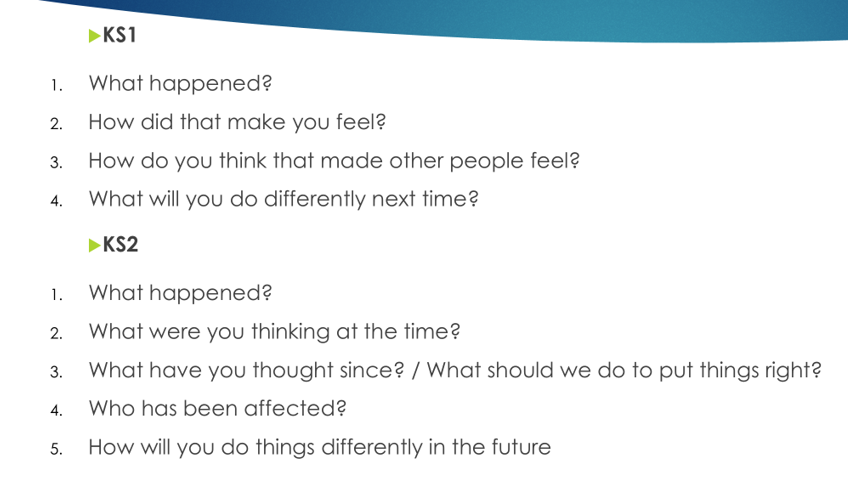 ▶KS1
1. What happened?
2. How did that make you feel?
3. How do you think that made other people feel?
4. What will you do differently next time?
▶KS2
1. What happened?
2. What were you thinking at the time?
3. What have you thought since? / What should we do to put things right?
4. Who has been affected?
5. How will you do things differently in the future